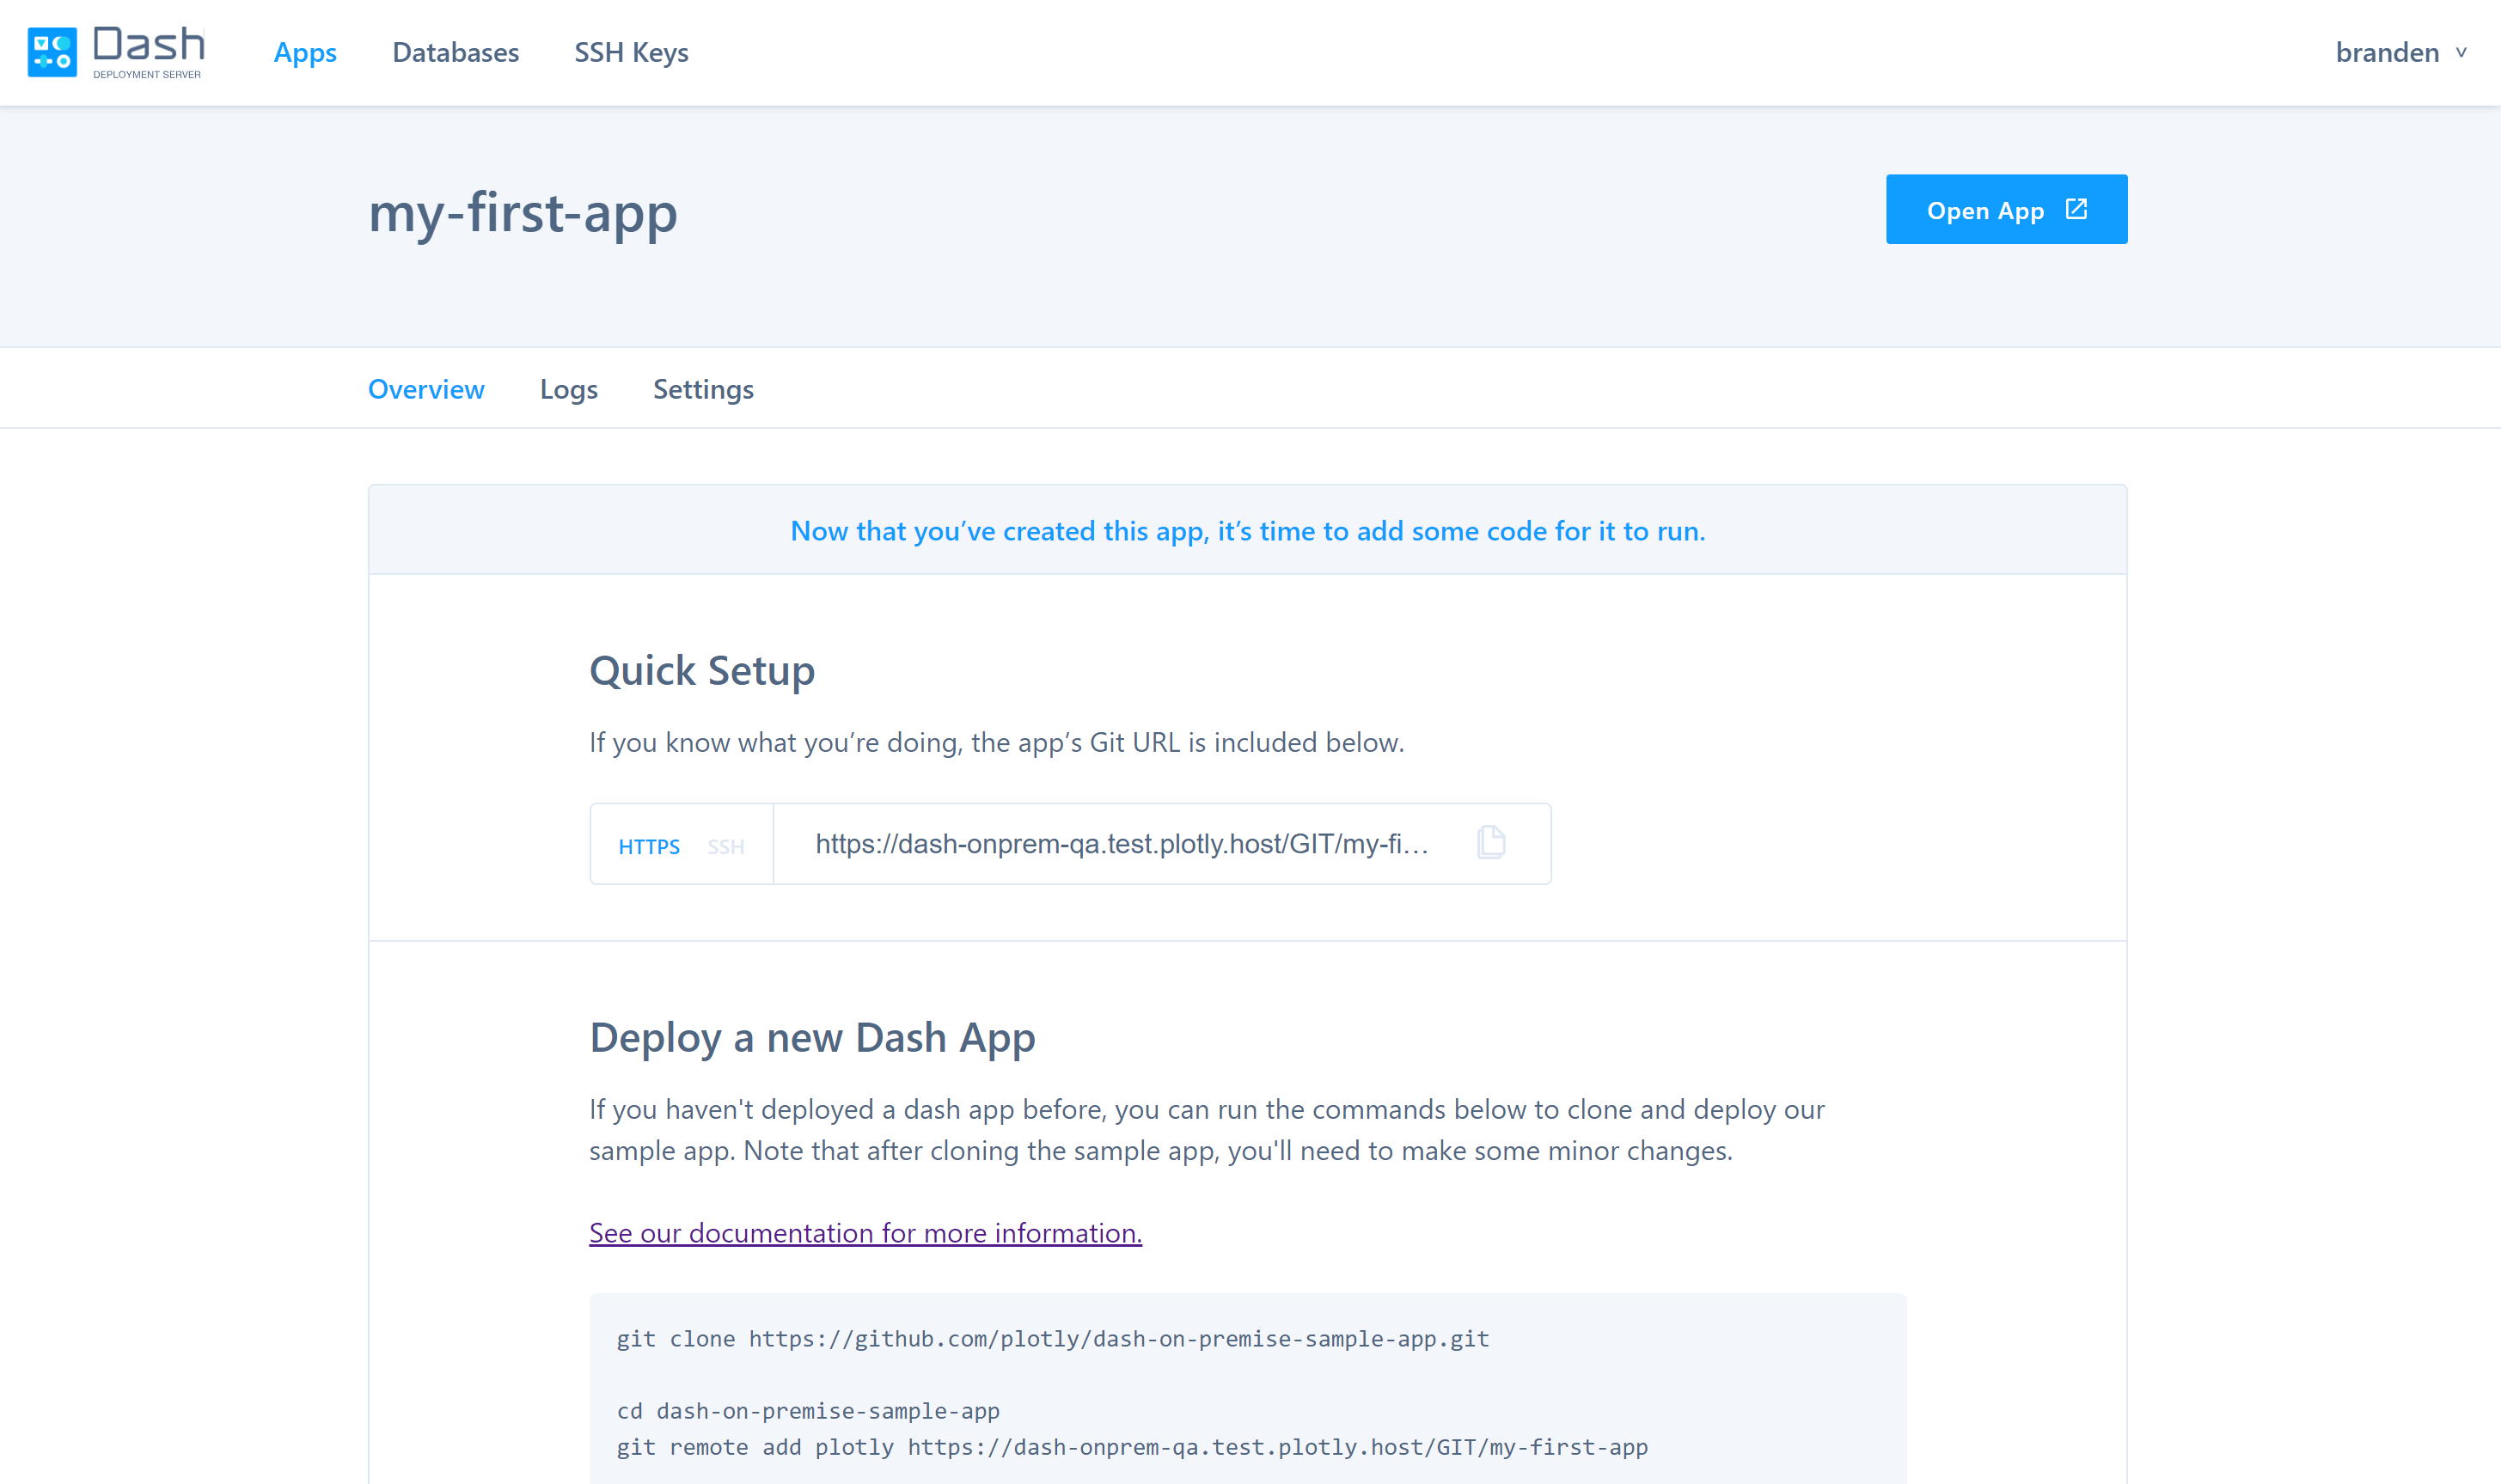 Dash
DEPLOYMENT SERVER
Apps
Databases
SSH Keys
branden
my-first-app
Open App
Overview
Logs
Settings
Now that you’ve created this app, it’s time to add some code for it to run.
Quick Setup
If you know what you’re doing, the app’s Git URL is included below.
HTTPS
SSH
https://dash-onprem-qa.test.plotly.host/GIT/my-fi…
Deploy a new Dash App
If you haven't deployed a dash app before, you can run the commands below to clone and deploy our
sample app. Note that after cloning the sample app, you'll need to make some minor changes.
See our documentation for more information.
git clone https://github.com/plotly/dash-on-premise-sample-app.git
cd dash-on-premise-sample-app
git remote add plotly https://dash-onprem-qa.test.plotly.host/GIT/my-first-app